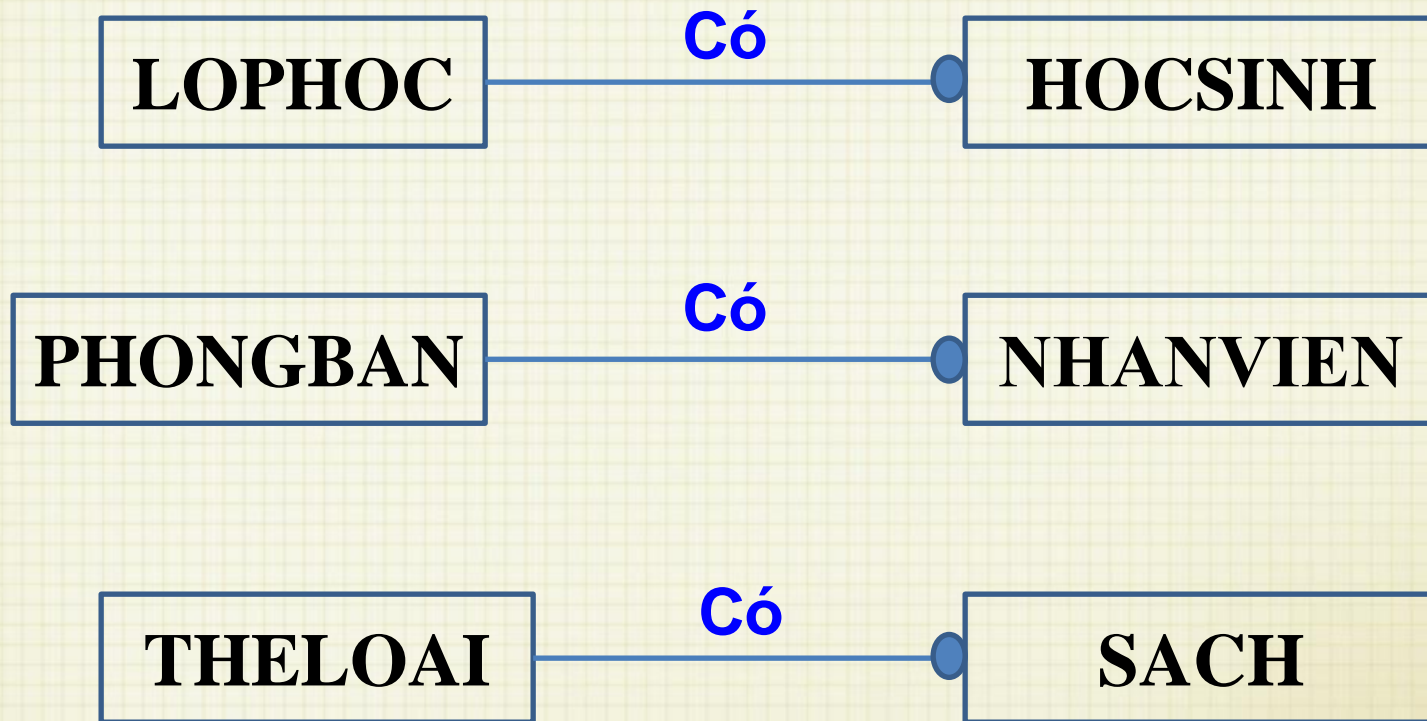 Có
LOPHOC HOCSINH
Có
PHONGBAN NHANVIEN
Có
THELOAI SACH